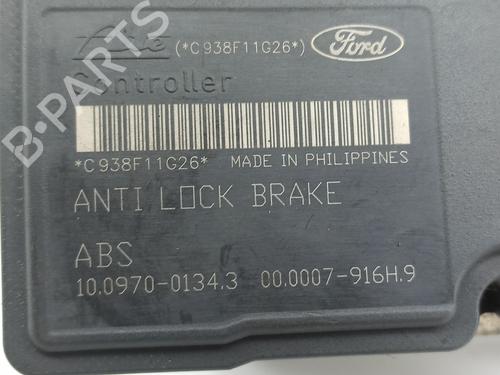 Ate (*C938F11G26*) Ford
Controller
*C938F11G26* MADE IN PHILIPPINES
ANTI LOCK BRAKE
ABS
10.0970-0134.3 00.0007-916H.9
B-PARTS